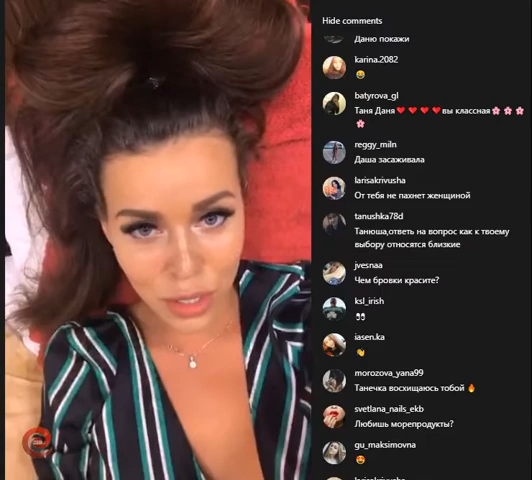 Hide comments
Даню покажи
karina.2082
😂
batyrova_gl
Таня Даня❤️ ❤️ ❤️ ❤️вы классная🌸 🌸 🌸
🌸
reggy_miln
Даша засаживала
larisakrivusha
От тебя не пахнет женщиной
tanushka78d
Танюша,ответь на вопрос как к твоему
выбору относятся близкие
jvesnaa
Чем бровки красите?
ksl_irish
👀
iasen.ka
👏
morozova_yana99
Танечка восхищаюсь тобой 🔥
svetlana_nails_ekb
Любишь морепродукты?
gu_maksimovna
😍